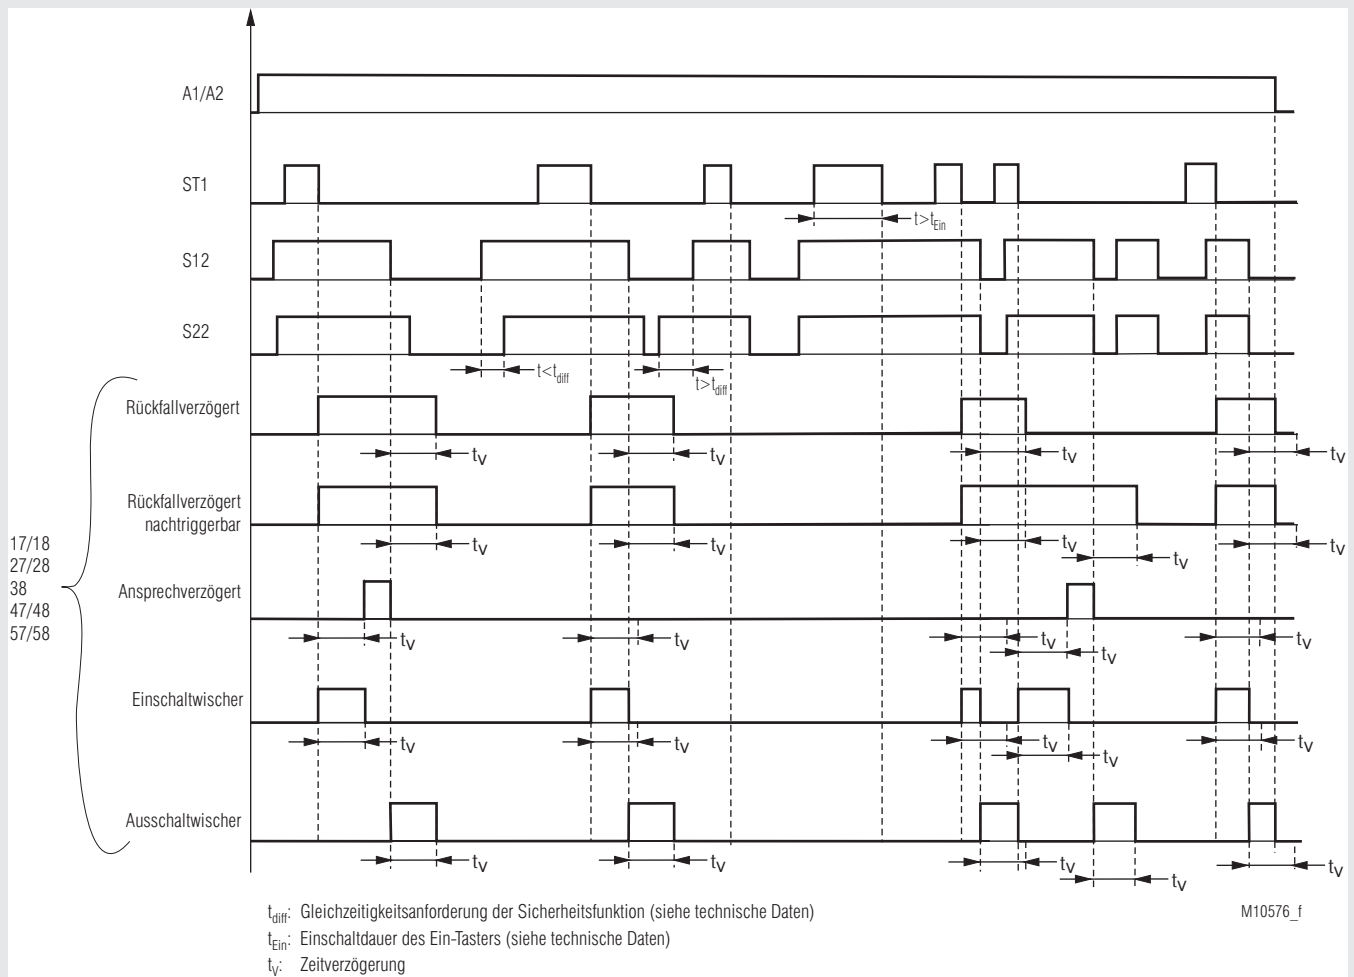 A1/A2
ST1
t>tEin
S12
S22
t<tdiff
t>tdiff
Rückfallverzögert
tV
tV
tV
tV
Rückfallverzögert
nachtriggerbar
tV
tV
tV
tV
tV
17/18
27/28
38
47/48
57/58
Ansprechverzögert
tV
tV
tV
tV
tV
Einschaltwischer
tV
tV
tV
tV
tV
Ausschaltwischer
tV
tV
tV
tV
tV
tdiff: Gleichzeitigkeitsanforderung der Sicherheitsfunktion (siehe technische Daten)
M10576_f
tEin: Einschaltdauer des Ein-Tasters (siehe technische Daten)
tV: Zeitverzögerung